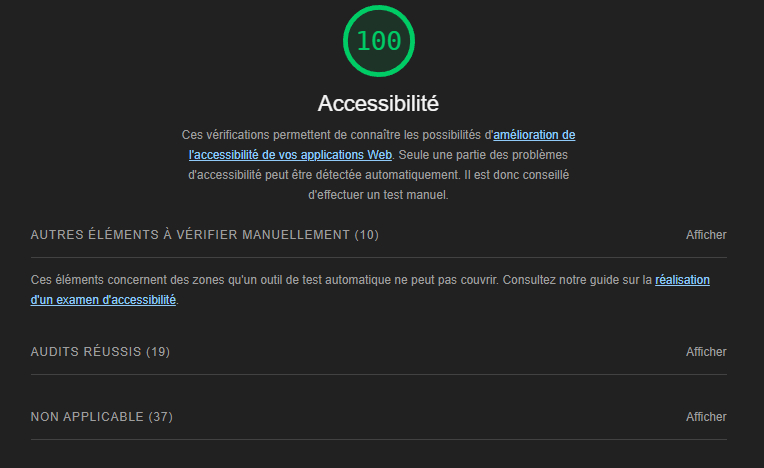 100
Accessibilité
Ces vérifications permettent de connaître les possibilités d'amélioration de
l'accessibilité de vos applications Web. Seule une partie des problèmes
d'accessibilité peut être détectée automatiquement. Il est donc conseillé
d'effectuer un test manuel.
AUTRES ÉLÉMENTS À VÉRIFIER MANUELLEMENT (10) Afficher
Ces éléments concernent des zones qu'un outil de test automatique ne peut pas couvrir. Consultez notre guide sur la réalisation
d'un examen d'accessibilité.
AUDITS RÉUSSIS (19) Afficher
NON APPLICABLE (37) Afficher